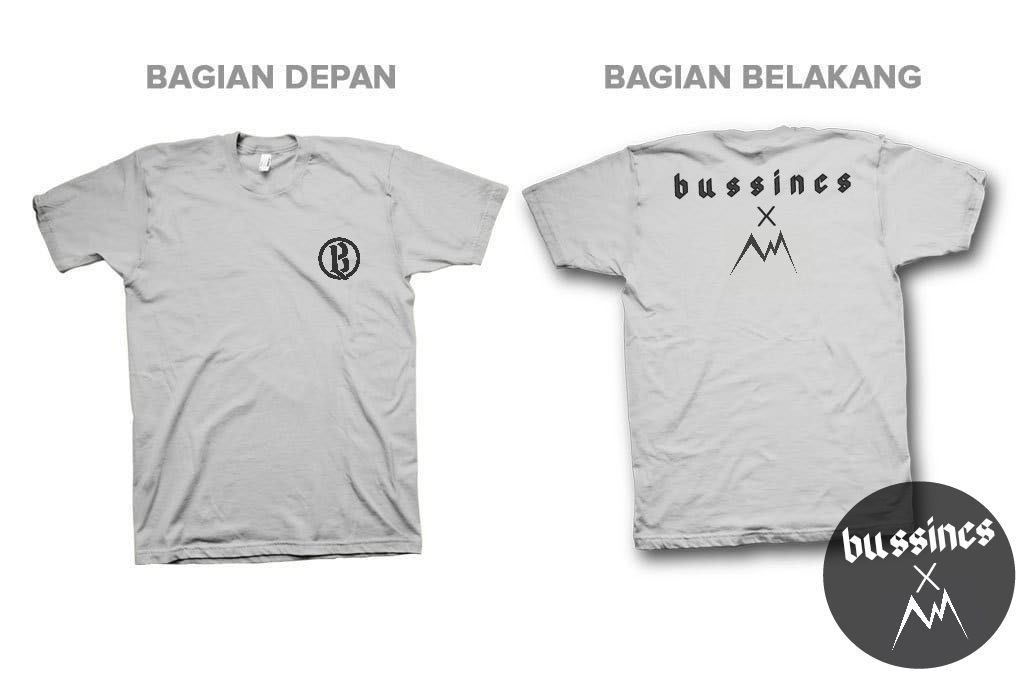 BAGIAN DEPAN
BAGIAN BELAKANG
B
bussincs
X
bussincs
X